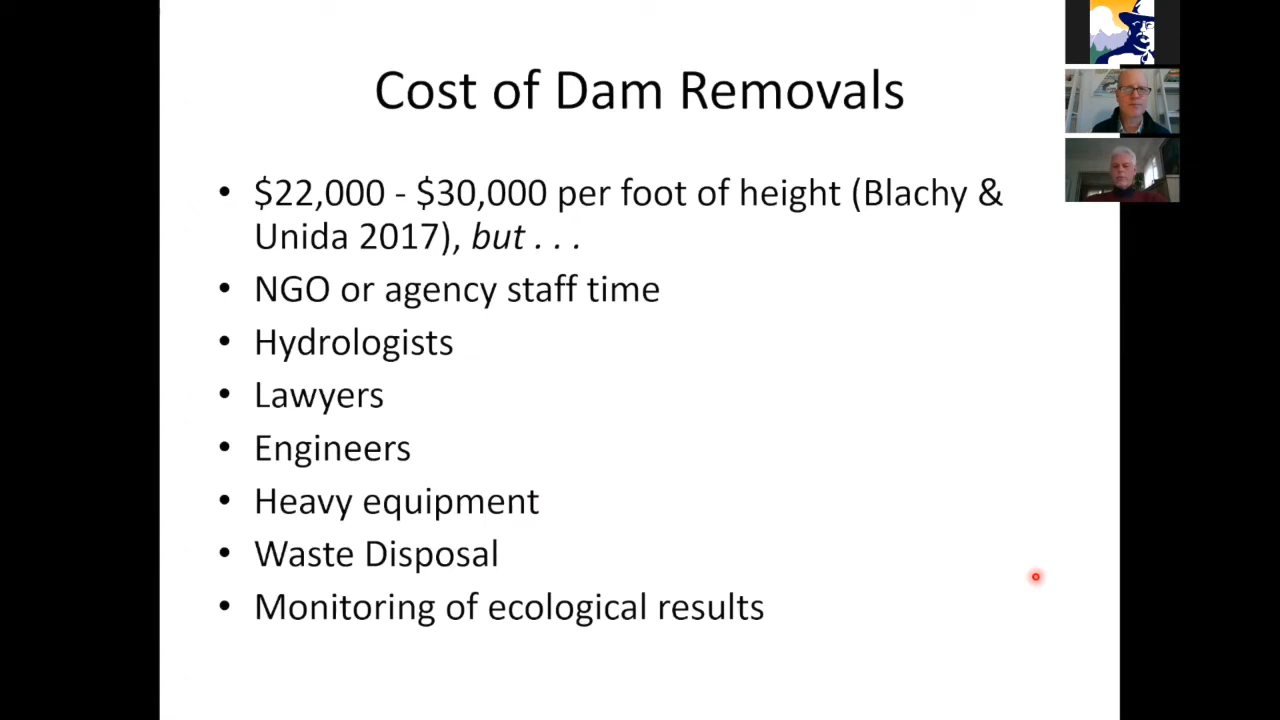 Cost of Dam Removals
• $22,000 - $30,000 per foot of height (Blachy &
Unida 2017), but . . .
• NGO or agency staff time
• Hydrologists
• Lawyers
• Engineers
• Heavy equipment
• Waste Disposal
• Monitoring of ecological results